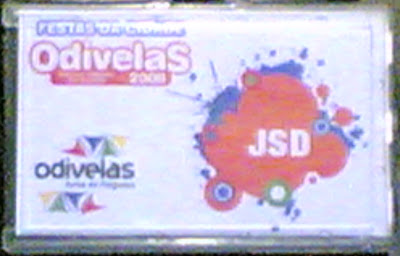 FESTAS DA CIDADE
OdivelaS
2008
JSD
odivelas
Junta de Freguesia